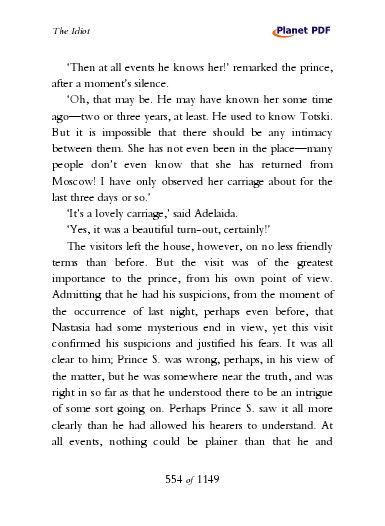 The Idiot
Planet PDF
'Then at all events he knows her!' remarked the prince,
after a moment's silence.
'Oh, that may be. He may have known her some time
ago—two or three years, at least. He used to know Totski.
But it is impossible that there should be any intimacy
between them. She has not even been in the place—many
people don't even know that she has returned from
Moscow! I have only observed her carriage about for the
last three days or so.'
'It's a lovely carriage,' said Adelaida.
'Yes, it was a beautiful turn-out, certainly!'
The visitors left the house, however, on no less friendly
terms than before. But the visit was of the greatest
importance to the prince, from his own point of view.
Admitting that he had his suspicions, from the moment of
the occurrence of last night, perhaps even before, that
Nastasia had some mysterious end in view, yet this visit
confirmed his suspicions and justified his fears. It was all
clear to him; Prince S. was wrong, perhaps, in his view of
the matter, but he was somewhere near the truth, and was
right in so far as that he understood there to be an intrigue
of some sort going on. Perhaps Prince S. saw it all more
clearly than he had allowed his hearers to understand. At
all events, nothing could be plainer than that he and
554 of 1149